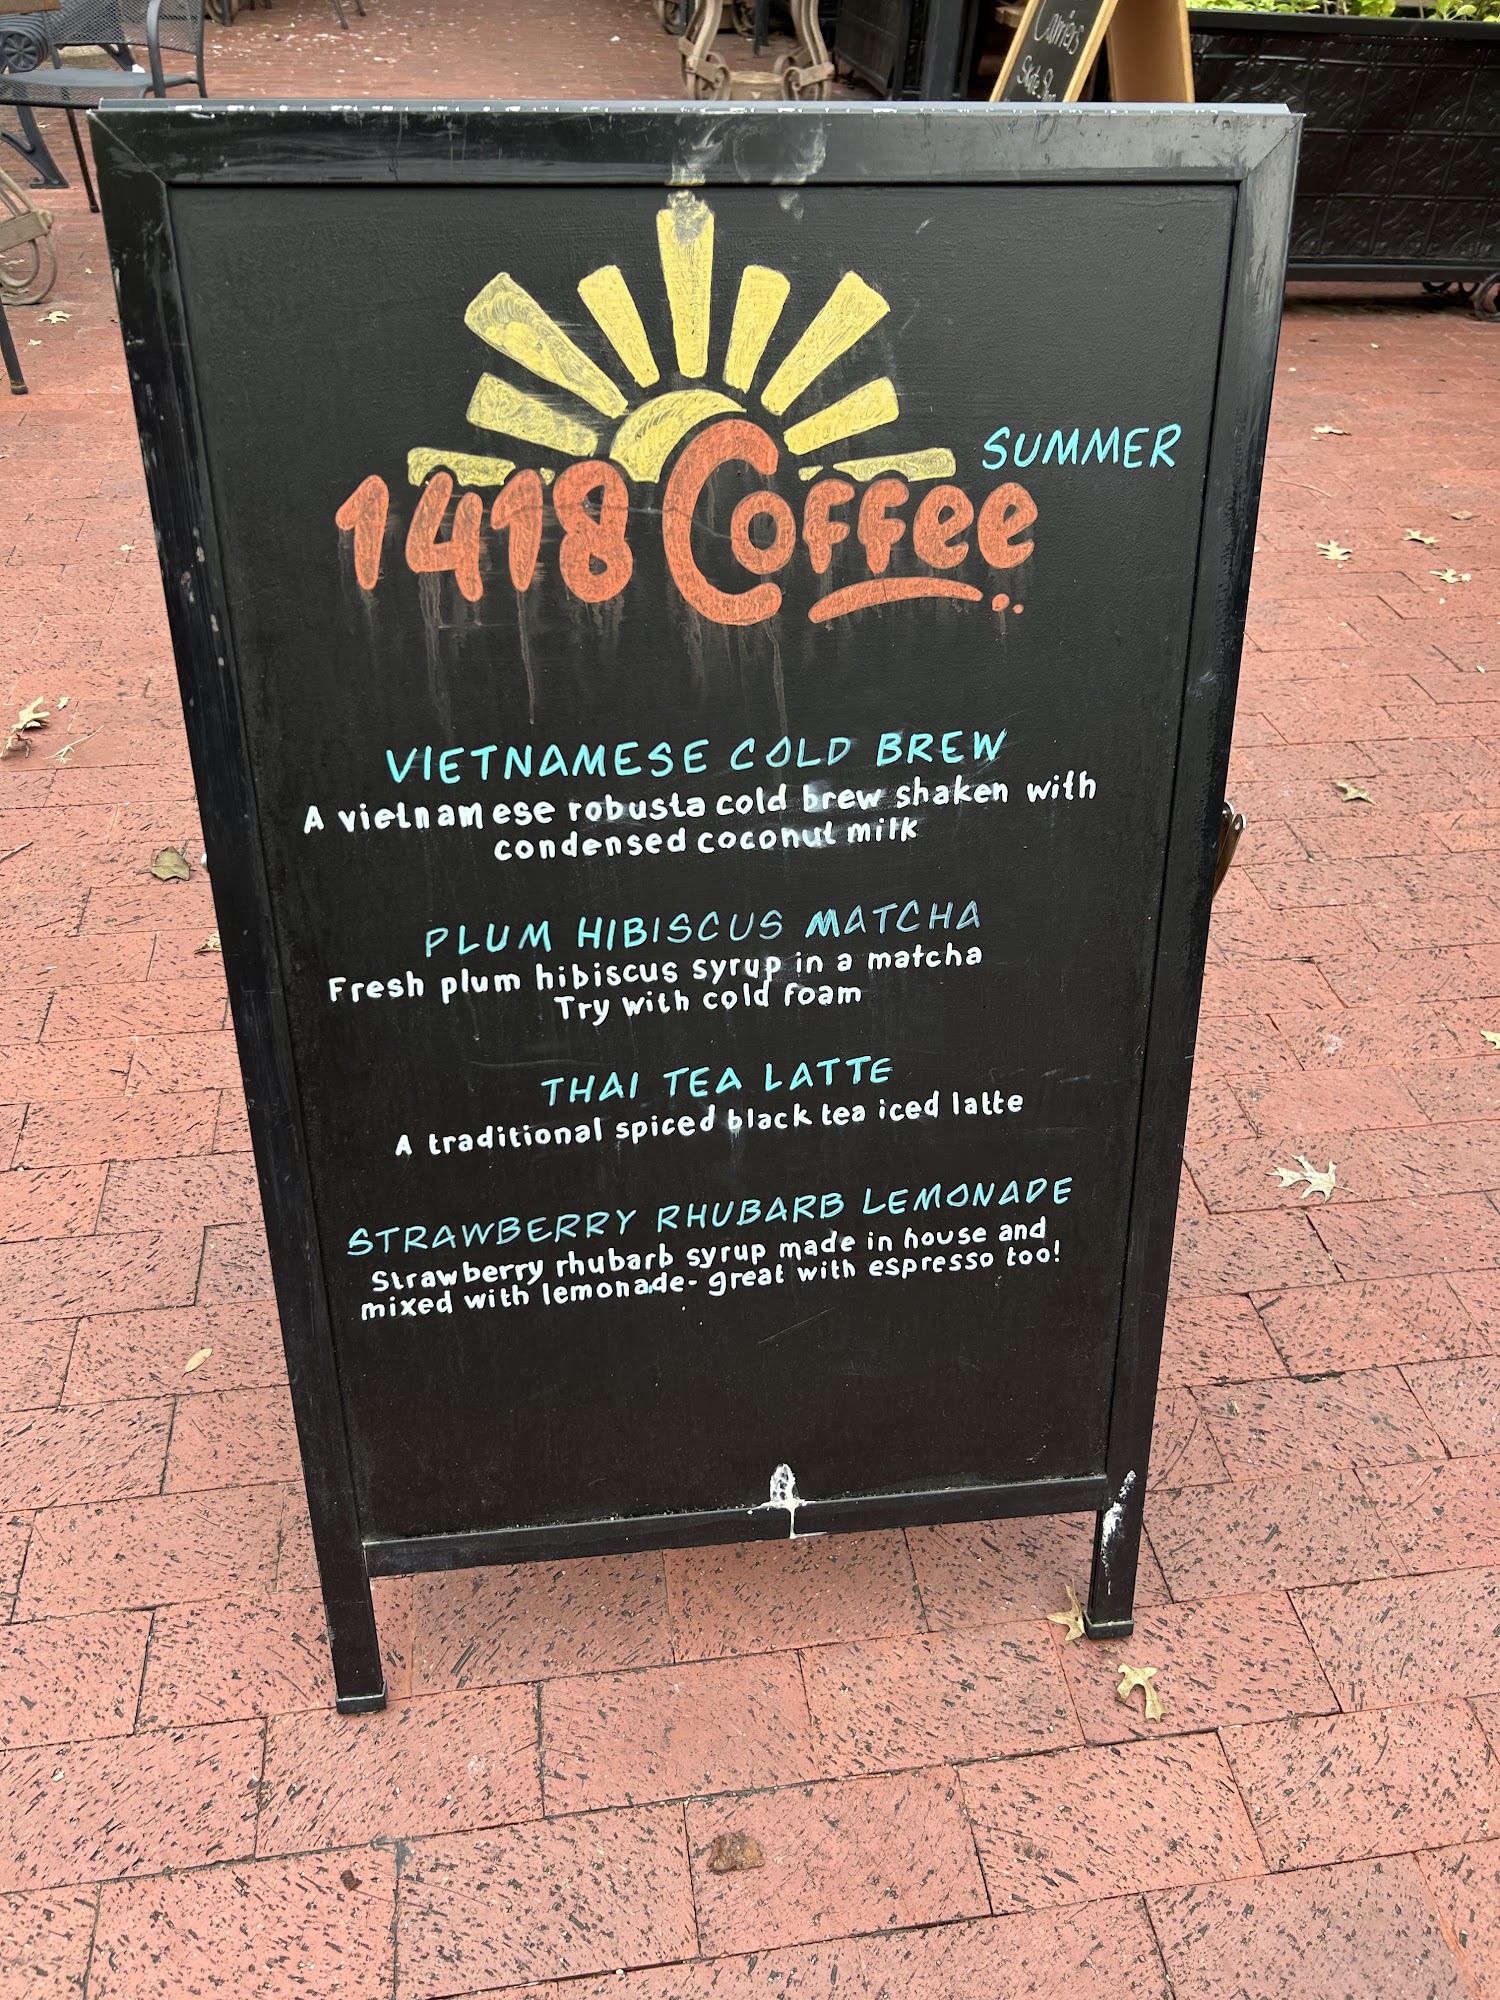 Carriers
1418 Coffee
SUMMER
VIETNAMESE COLD BREW
A vietnamese robusta cold brew shaken with
condensed coconut milk
PLUM HIBISCUS MATCHA
Fresh plum hibiscus syrup in a matcha
Try with cold foam
THAI TEA LATTE
A traditional spiced black tea iced latte
STRAWBERRY RHUBARB LEMONADE
Strawberry rhubarb syrup made in house and
mixed with lemonade- great with espresso too!